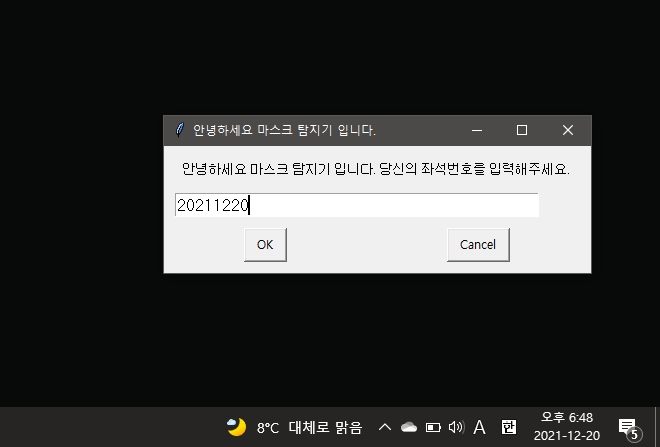 안녕하세요 마스크 탐지기 입니다.
안녕하세요 마스크 탐지기 입니다. 당신의 좌석번호를 입력해주세요.
20211220
OK Cancel
8°C 대체로 맑음 A 한 오후 6:48
2021-12-20 5